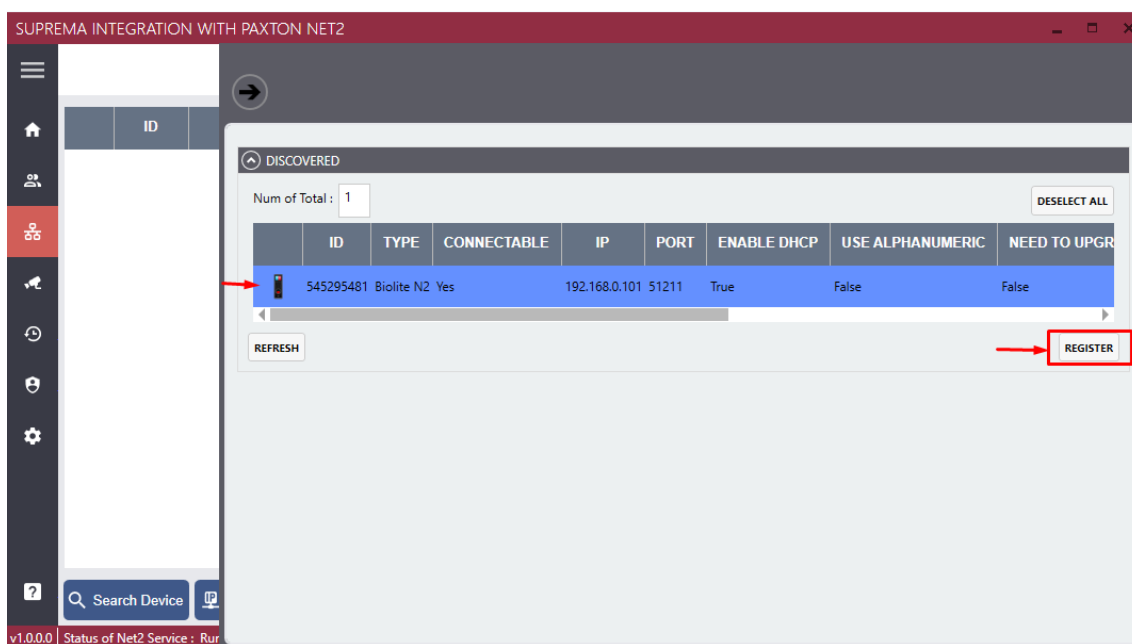 SUPREMA INTEGRATION WITH PAXTON NET2
ID
DISCOVERED
Num of Total : 1
DESELECT ALL
ID TYPE CONNECTABLE IP PORT ENABLE DHCP USE ALPHANUMERIC NEED TO UPGR
545295481 Biolite N2 Yes 192.168.0.101 51211 True False False
REFRESH
REGISTER
? Search Device IP
v1.0.0.0 Status of Net2 Service : Rur